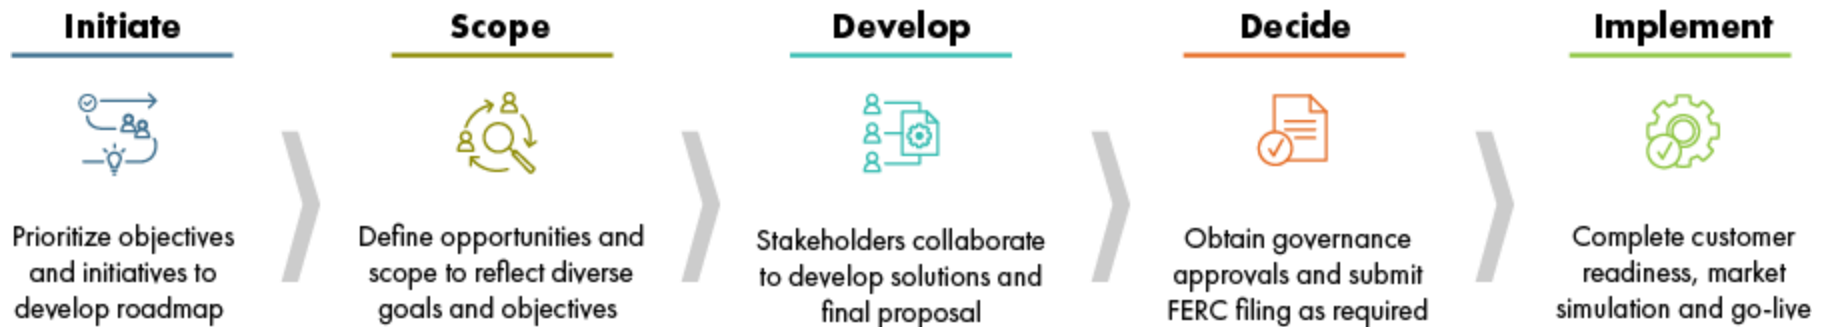 Initiate
Prioritize objectives
and initiatives to
develop roadmap
Scope
Define opportunities and
scope to reflect diverse
goals and objectives
Develop
Stakeholders collaborate
to develop solutions and
final proposal
Decide
Obtain governance
approvals and submit
FERC filing as required
Implement
Complete customer
readiness, market
simulation and go-live